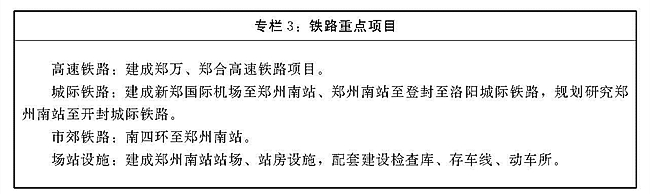 专栏 3：铁路重点项目
高速铁路：建成郑万、郑合高速铁路项目。
城际铁路：建成新郑国际机场至郑州南站、郑州南站至登封至洛阳城际铁路，规划研究郑
州南站至开封城际铁路。
市郊铁路：南四环至郑州南站。
场站设施：建成郑州南站站场、站房设施，配套建设检查库、存车线、动车所。